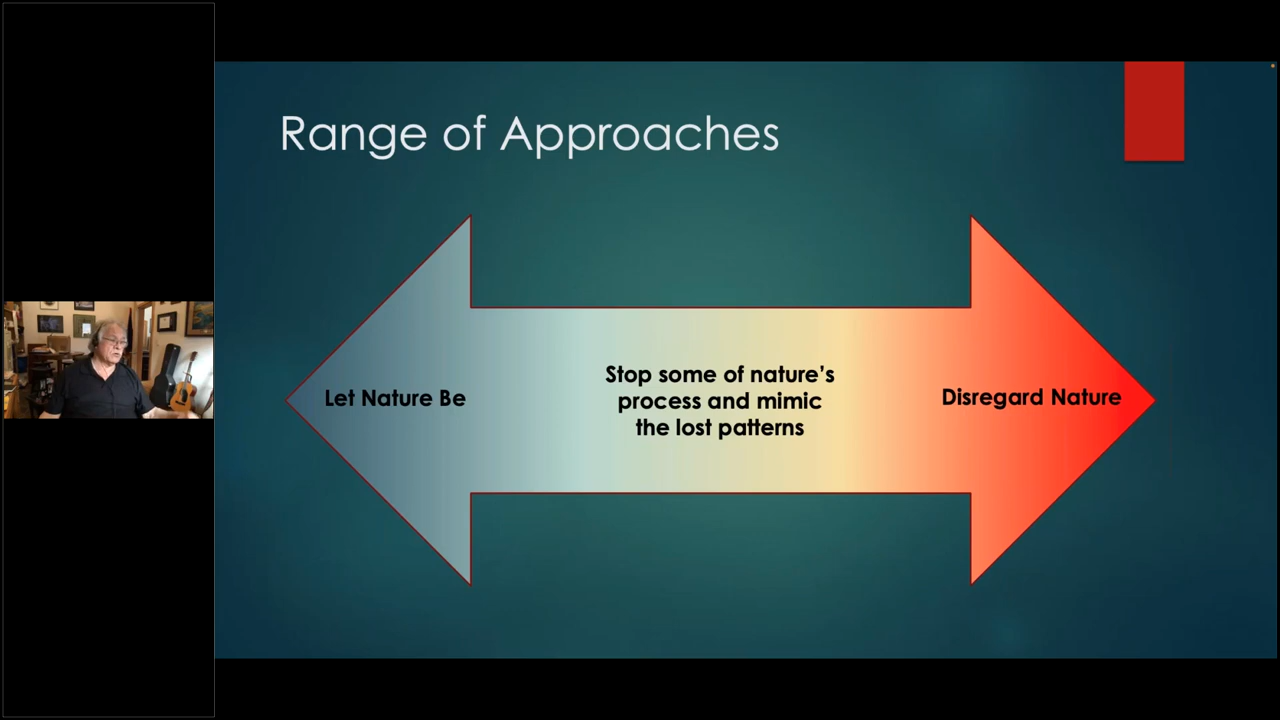 Range of Approaches
Let Nature Be
Stop some of nature’s
process and mimic
the lost patterns
Disregard Nature